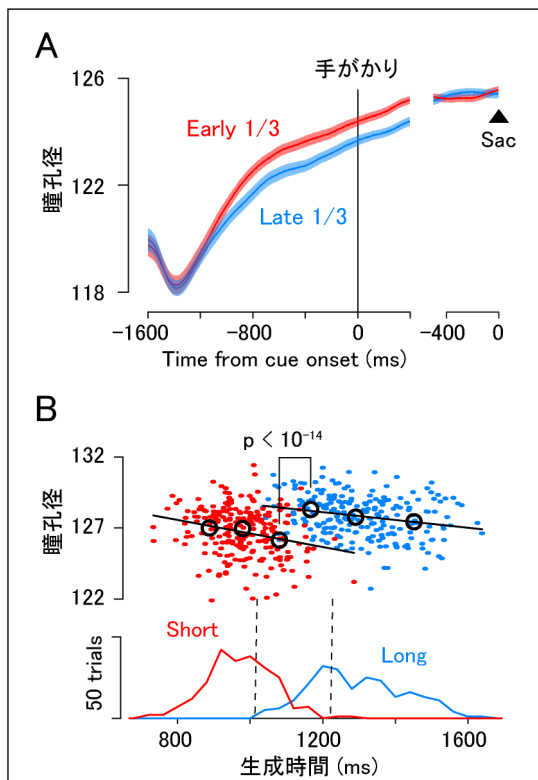 A
手がかり
126
Early 1/3
Sac
瞳孔径
122
Late 1/3
118
-1600
-800
0
-400
0
Time from cue onset (ms)
B
p < 10⁻¹⁴
132
瞳孔径
127
122
Short
Long
50 trials
800
1200
1600
生成時間 (ms)